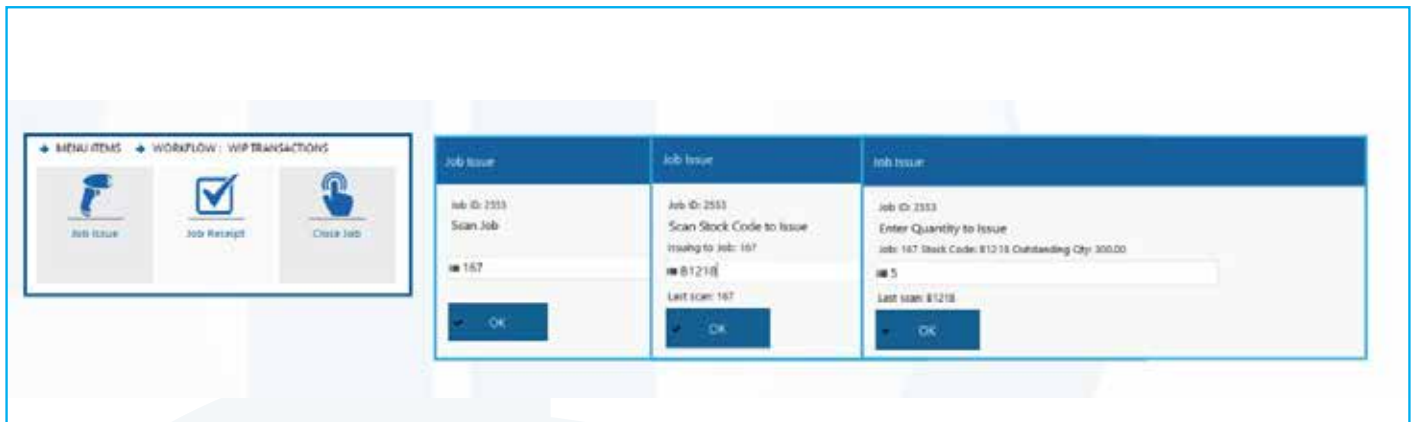 MENU ITEMS WORKFLOW : WIP TRANSACTIONS
Job Issue
Job Receipt
Close Job
Job Issue
Job ID: 2553
Scan Job
167
OK
Job Issue
Job ID: 2553
Scan Stock Code to Issue
Issuing to Job: 167
B1218
Last scan: 167
OK
Job Issue
Job ID: 2553
Enter Quantity to Issue
Job: 167 Stock Code: B1218 Outstanding Qty: 300.00
5
Last scan: B1218
OK